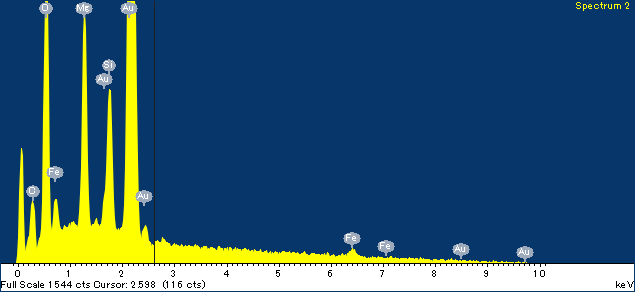 Spectrum 2
O Mg Au
Si
Au
Fe
O
Au
Fe Fe Au Au
0 1 2 3 4 5 6 7 8 9 10
Full Scale 1544 cts Cursor: 2.598 (116 cts) keV